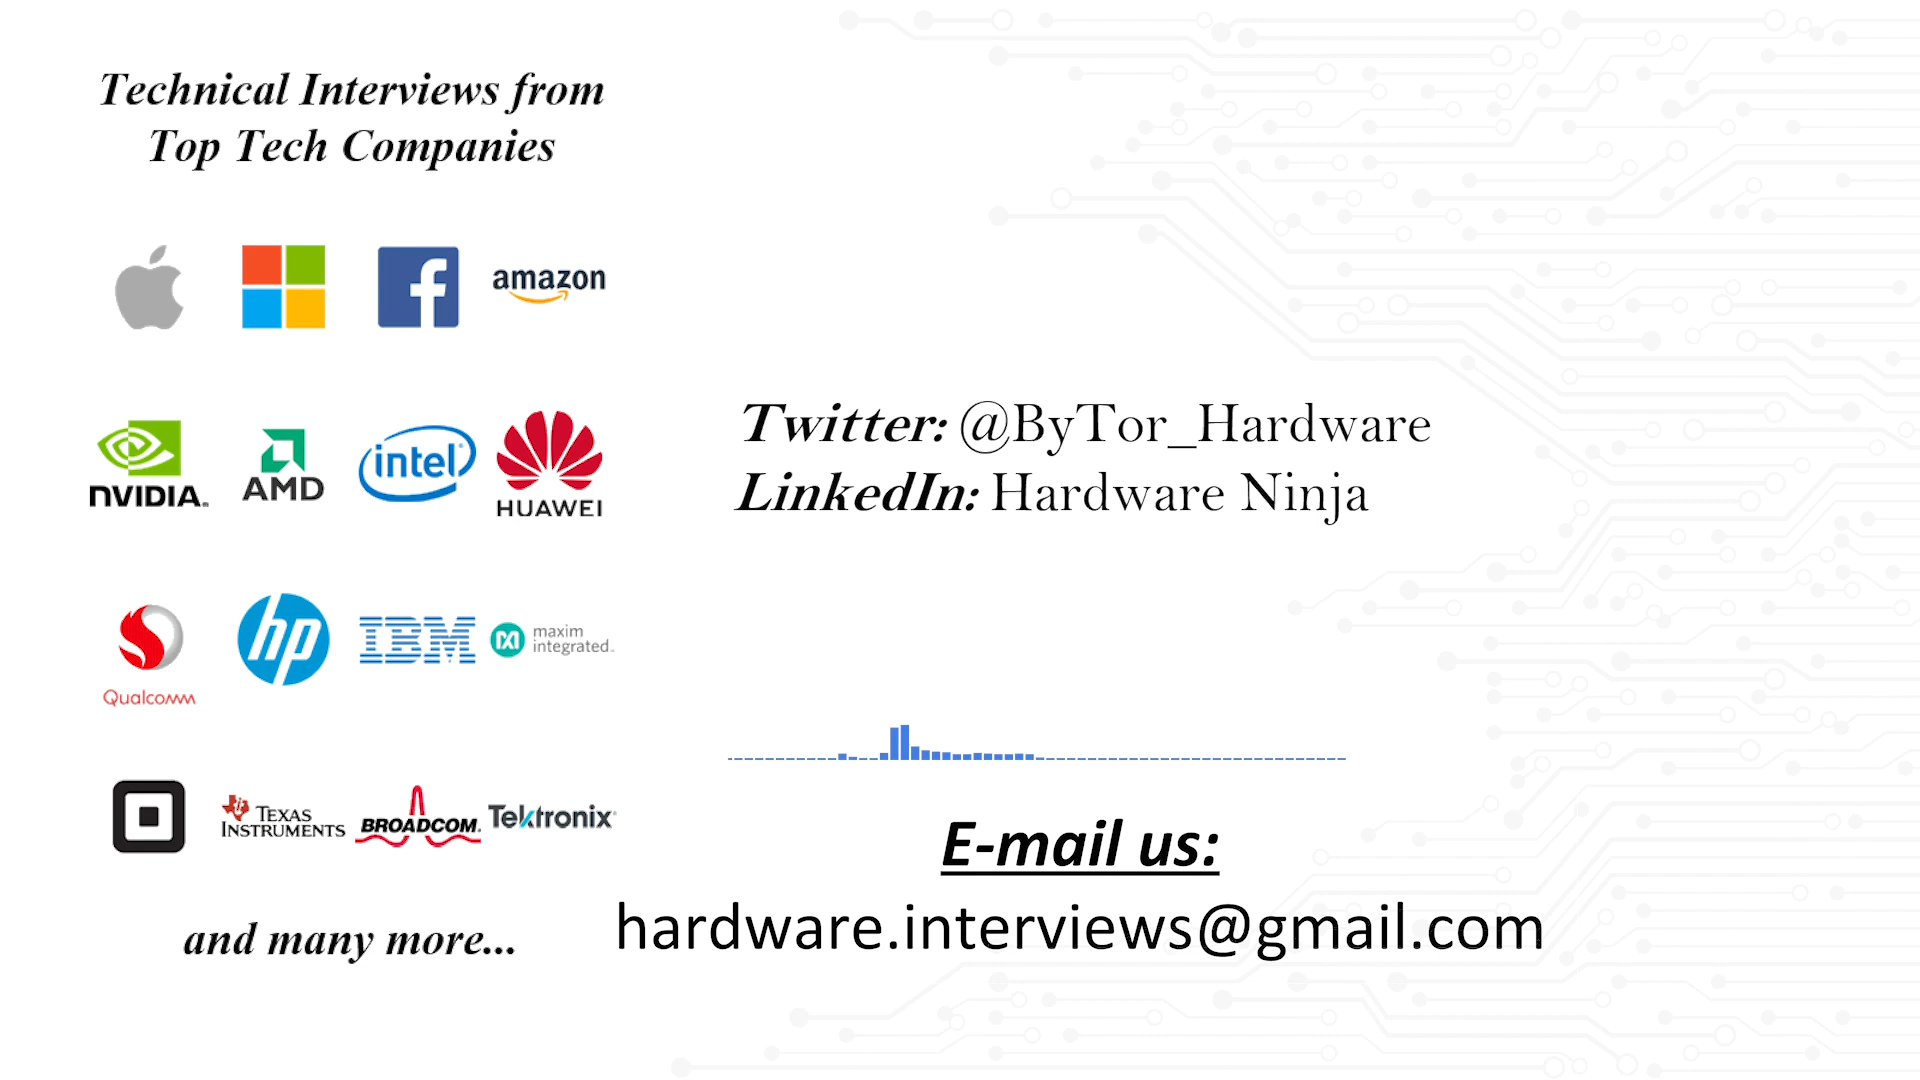 Technical Interviews from
Top Tech Companies
amazon
NVIDIA.
AMD
intel
HUAWEI
Qualcomm
hp
IBM
maxim
integrated.
TEXAS
INSTRUMENTS
BROADCOM.
Tektronix
and many more...
Twitter: @ByTor_Hardware
LinkedIn: Hardware Ninja
E-mail us:
hardware.interviews@gmail.com